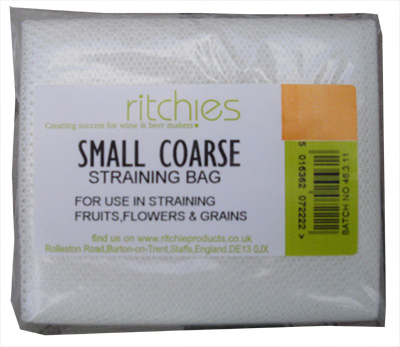 ritchies
Creating success for wine & beer makers.
SMALL COARSE
STRAINING BAG
FOR USE IN STRAINING
FRUITS,FLOWERS & GRAINS
find us on www.ritchieproducts.co.uk
Rolleston Road,Burton-on-Trent,Staffs,England.DE13 0JX
5 016362 072222 >
BATCH NO 46.3.11